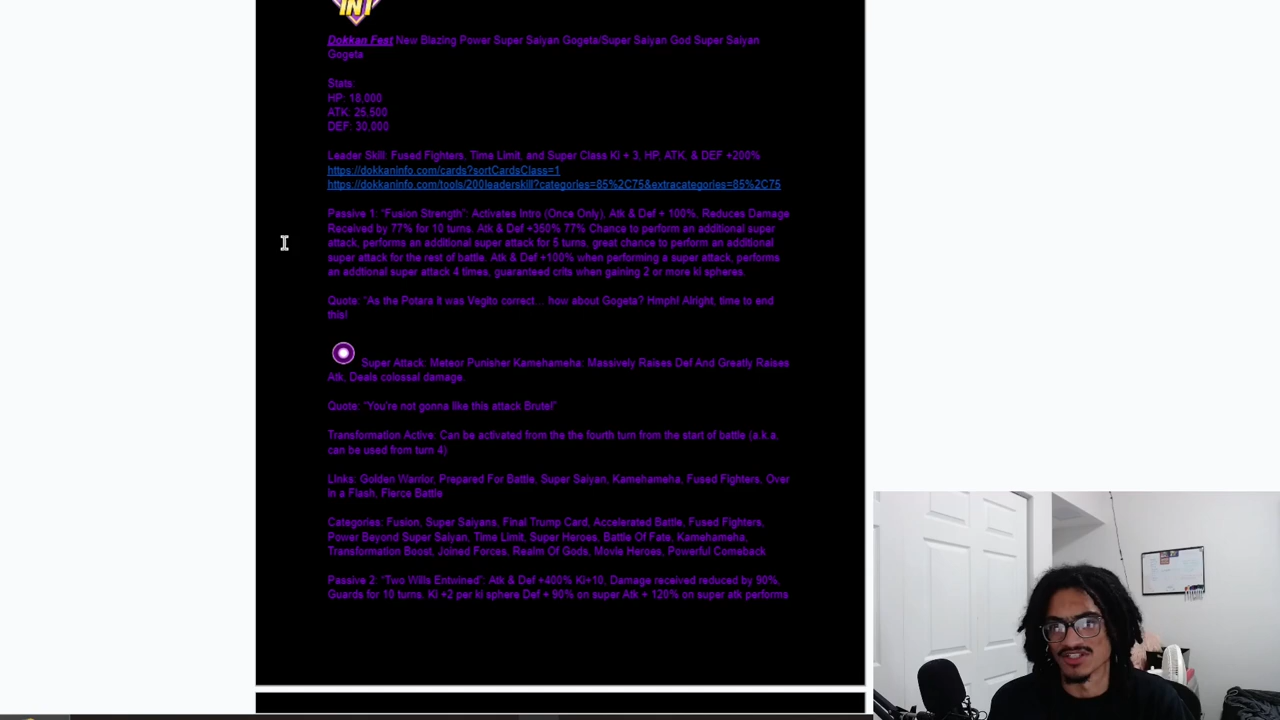 INT
Dokkan Fest New Blazing Power Super Saiyan Gogeta/Super Saiyan God Super Saiyan
Gogeta
Stats:
HP: 18,000
ATK: 25,500
DEF: 30,000
Leader Skill: Fused Fighters, Time Limit, and Super Class Ki + 3, HP, ATK, & DEF +200%
https://dokkaninfo.com/cards?sortCardsClass=1
https://dokkaninfo.com/tools/200leaderskill?categories=85%2C75&extracategories=85%2C75
Passive 1: “Fusion Strength”: Activates Intro (Once Only), Atk & Def + 100%, Reduces Damage
Received by 77% for 10 turns. Atk & Def +350% 77% Chance to perform an additional super
attack, performs an additional super attack for 5 turns, great chance to perform an additional
super attack for the rest of battle. Atk & Def +100% when performing a super attack, performs
an addtional super attack 4 times, guaranteed crits when gaining 2 or more ki spheres.
Quote: “As the Potara it was Vegito correct… how about Gogeta? Hmph! Alright, time to end
this!
Super Attack: Meteor Punisher Kamehameha: Massively Raises Def And Greatly Raises
Atk, Deals colossal damage
Quote: “You’re not gonna like this attack Brute!”
Transformation Active: Can be activated from the the fourth turn from the start of battle (a.k.a.
can be used from turn 4)
Links: Golden Warrior, Prepared For Battle, Super Saiyan, Kamehameha, Fused Fighters, Over
in a Flash, Fierce Battle
Categories: Fusion, Super Saiyans, Final Trump Card, Accelerated Battle, Fused Fighters,
Power Beyond Super Saiyan, Time Limit, Super Heroes, Battle Of Fate, Kamehameha,
Transformation Boost, Joined Forces, Realm Of Gods, Movie Heroes, Powerful Comeback
Passive 2: “Two Wills Entwined”: Atk & Def +400% Ki+10, Damage received reduced by 90%,
Guards for 10 turns, Ki +2 per ki sphere Def + 90% on super Atk + 120% on super atk performs